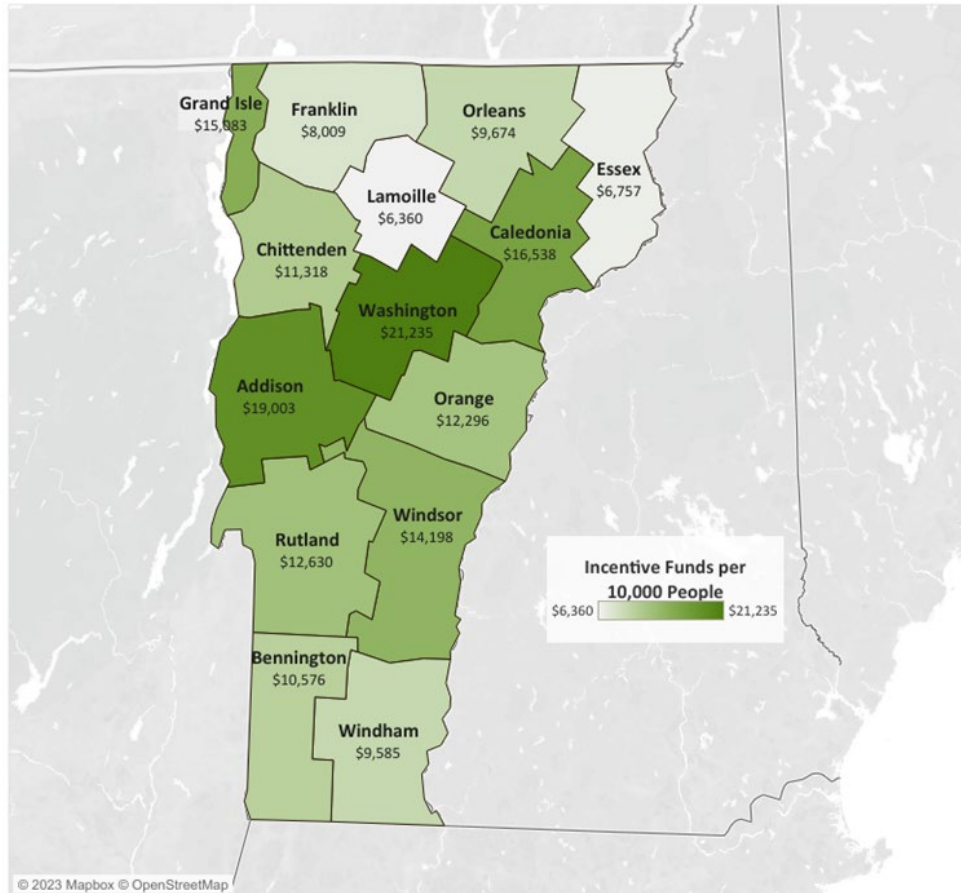 Grand Isle
$15,083
Franklin
$8,009
Orleans
$9,674
Essex
$6,757
Lamoille
$6,360
Caledonia
$16,538
Chittenden
$11,318
Washington
$21,235
Addison
$19,003
Orange
$12,296
Windsor
$14,198
Rutland
$12,630
Incentive Funds per
10,000 People
$6,360 $21,235
Bennington
$10,576
Windham
$9,585
© 2023 Mapbox © OpenStreetMap